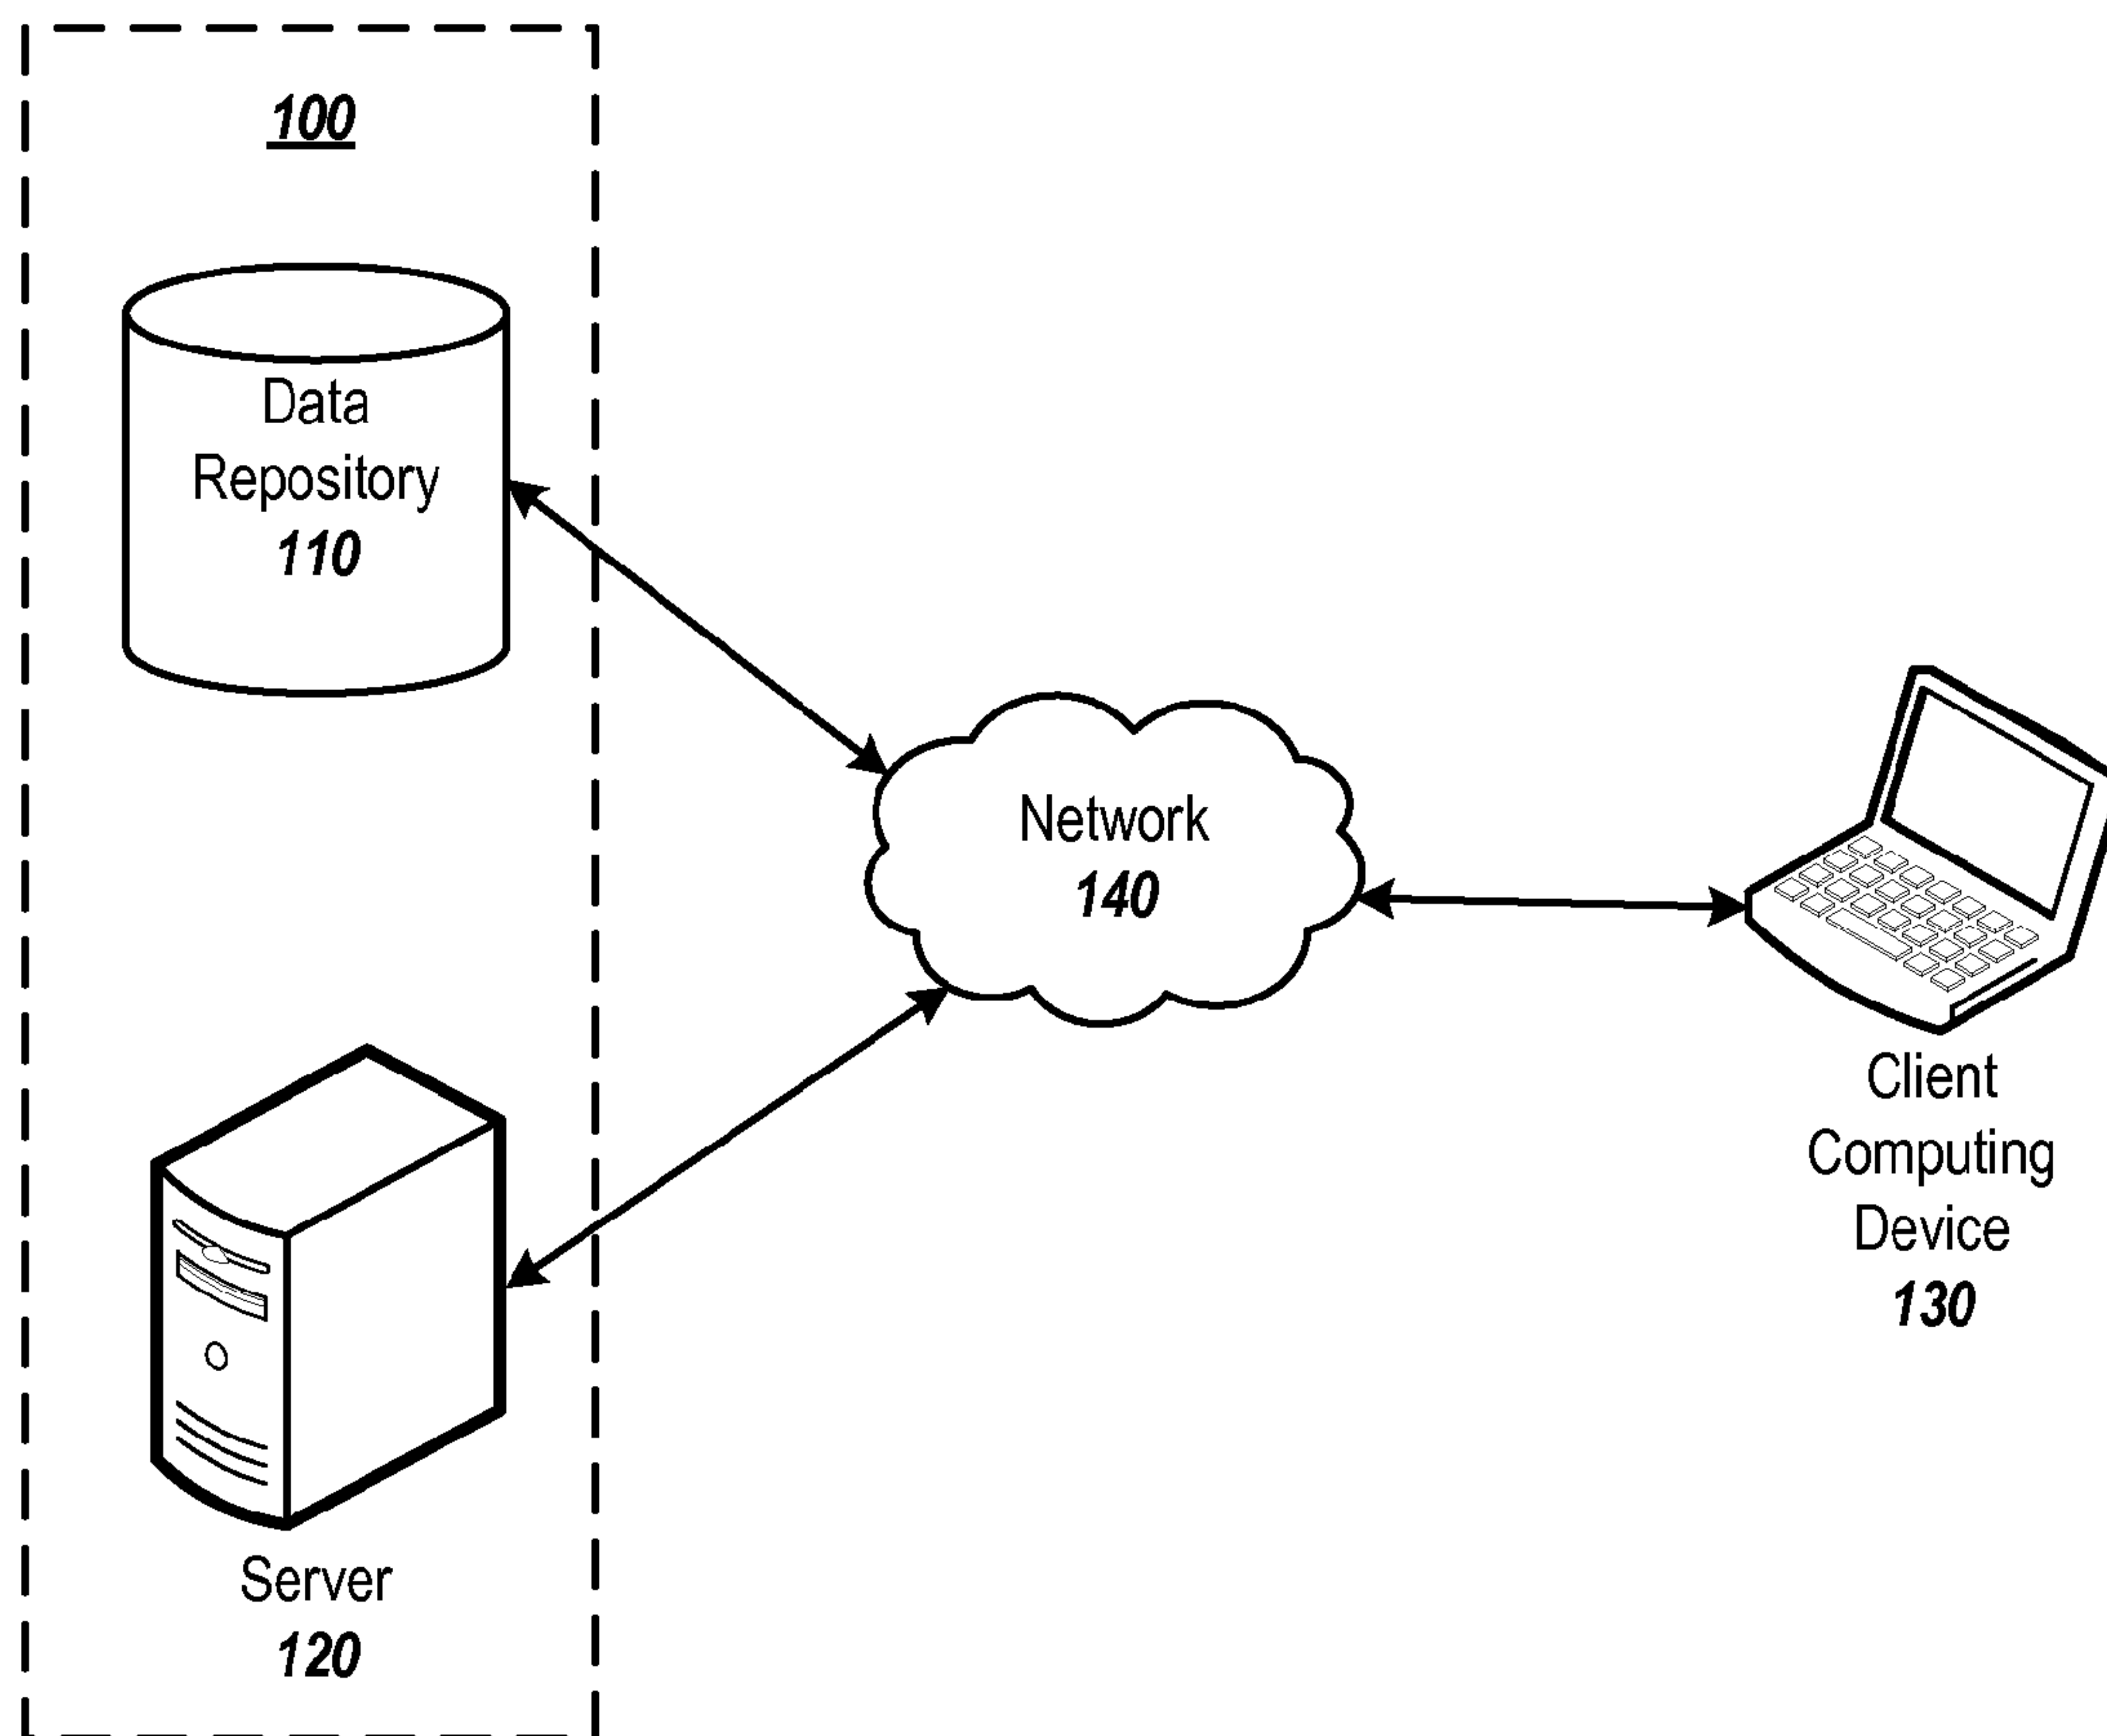 100
Data
Repository
110
Network
140
Client
Computing
Device
130
Server
120